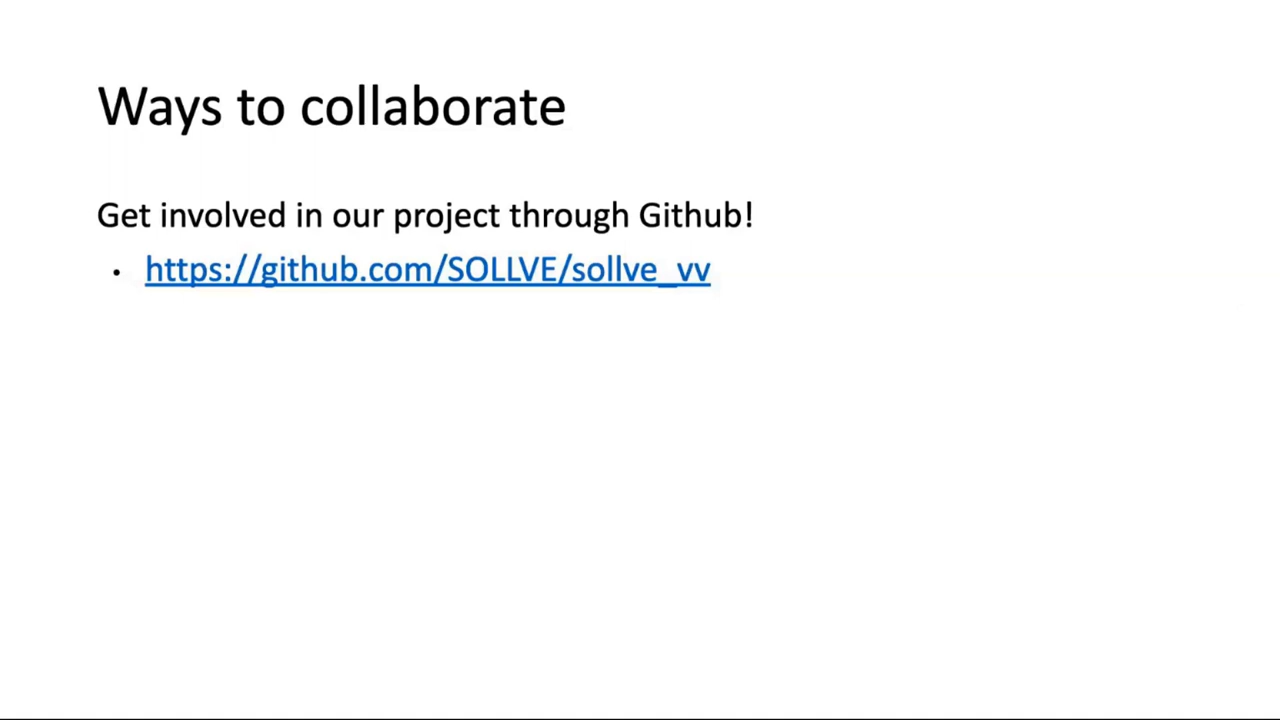 Ways to collaborate
Get involved in our project through Github!
• https://github.com/SOLLVE/sollve_vv